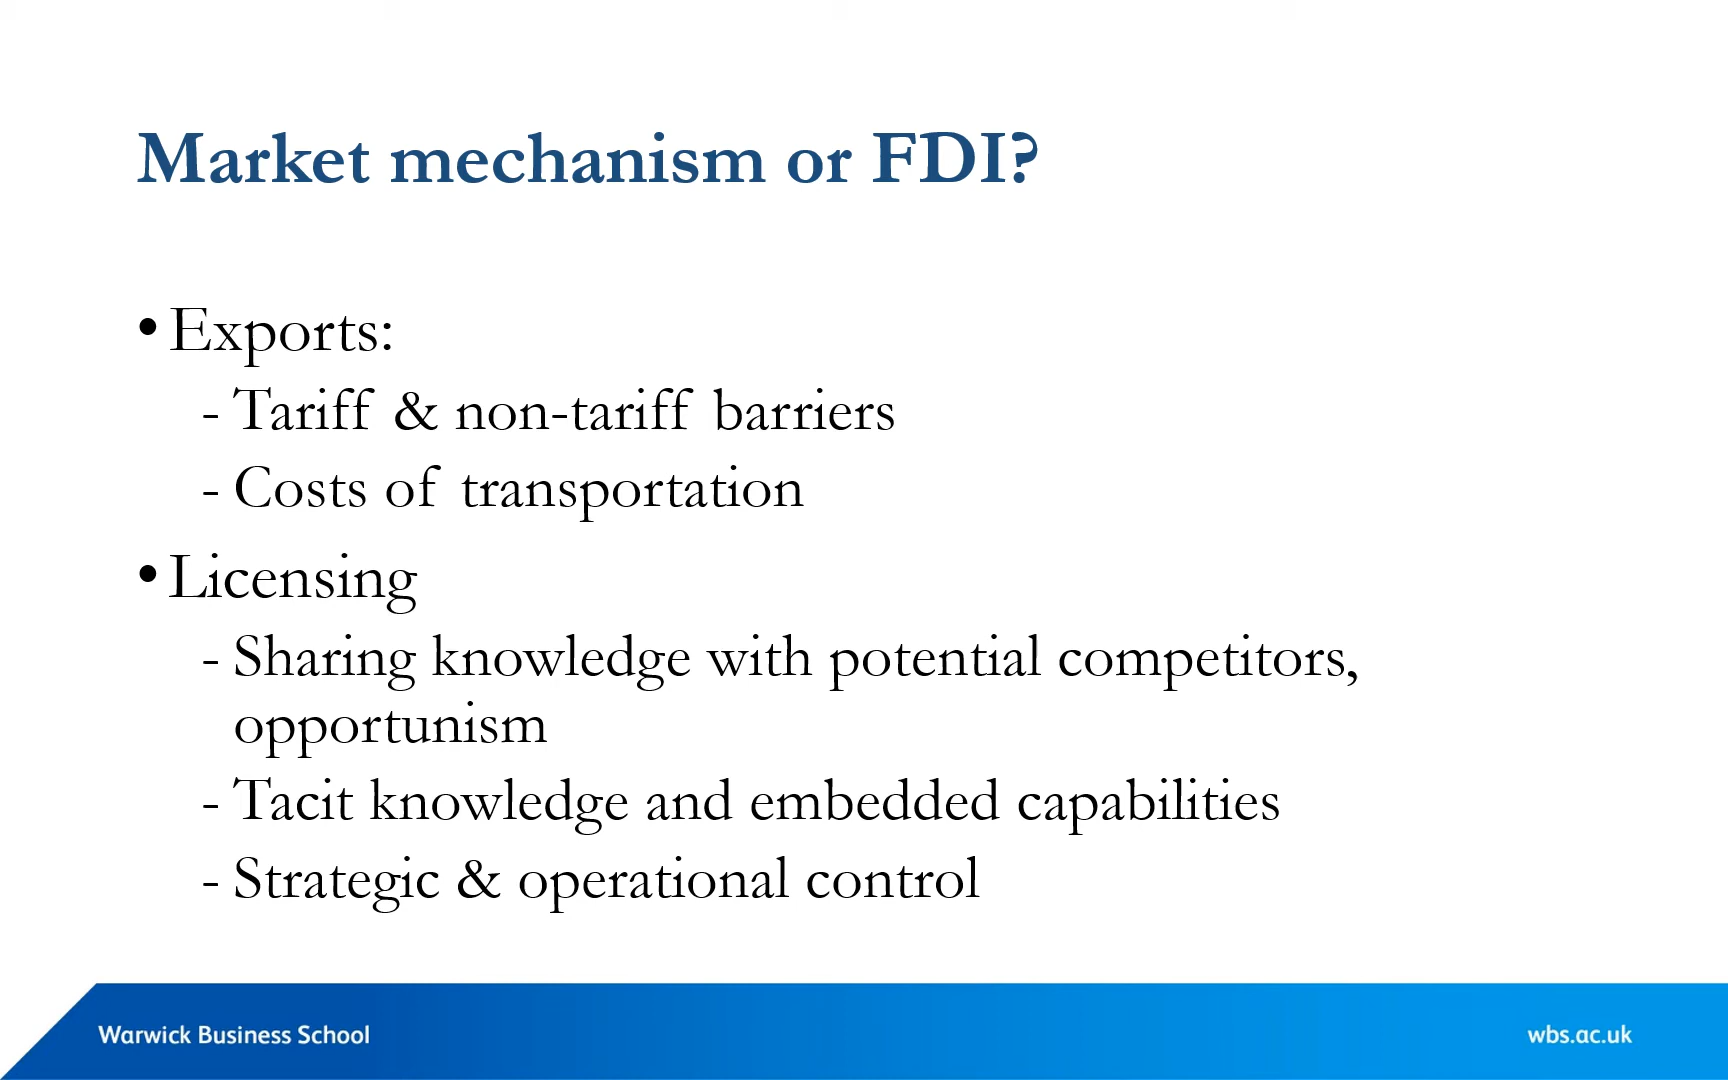 Market mechanism or FDI?
• Exports:
- Tariff & non-tariff barriers
- Costs of transportation
• Licensing
- Sharing knowledge with potential competitors,
opportunism
- Tacit knowledge and embedded capabilities
- Strategic & operational control
Warwick Business School
wbs.ac.uk